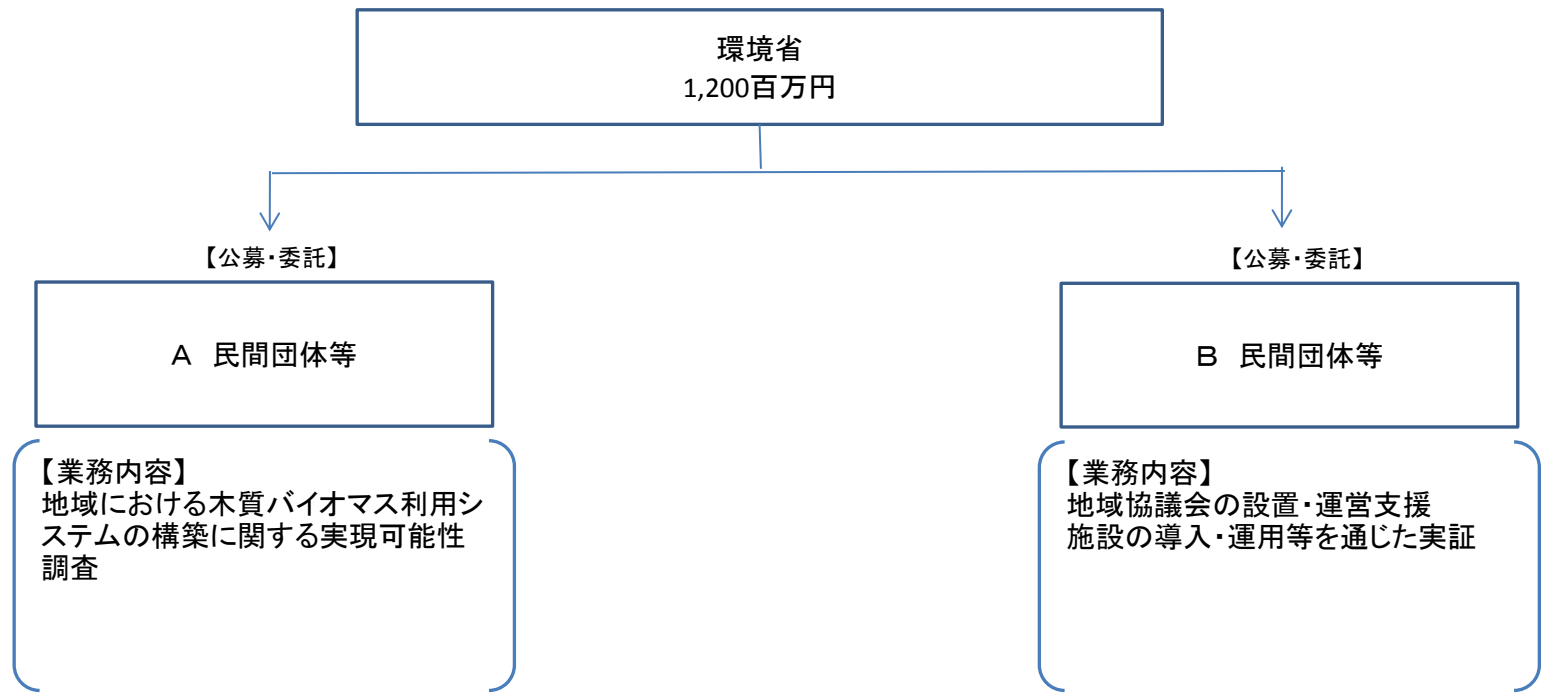 環境省
1,200百万円
【公募・委託】
A 民間団体等
【業務内容】
地域における木質バイオマス利用シ
ステムの構築に関する実現可能性
調査
【公募・委託】
B 民間団体等
【業務内容】
地域協議会の設置・運営支援
施設の導入・運用等を通じた実証